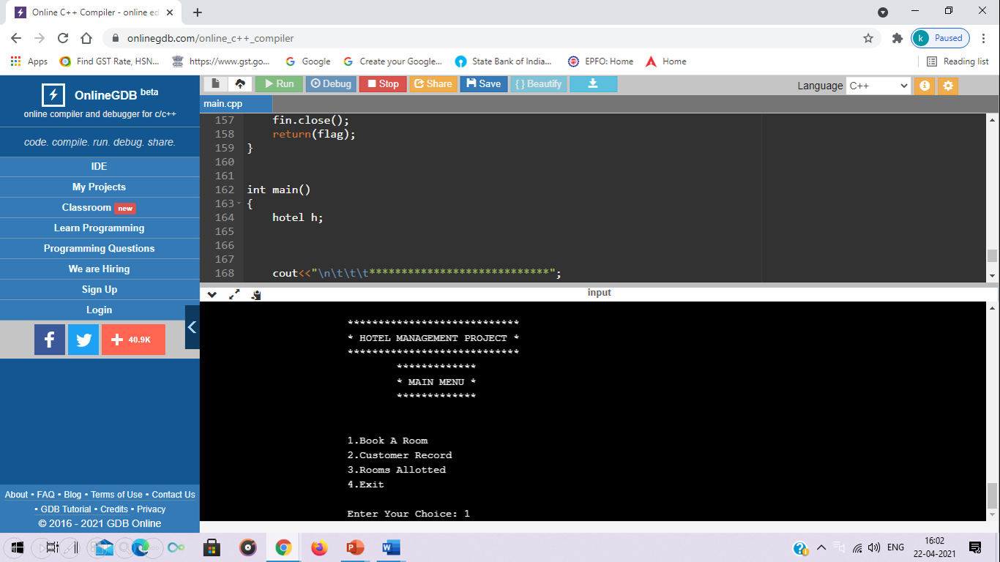 Online C++ Compiler - online ed
onlinegdb.com/online_c++_compiler
k Paused
Apps Find GST Rate, HSN... https://www.gst.go... Google Create your Google... State Bank of India... EPFO: Home Home Reading list
OnlineGDB beta
online compiler and debugger for c/c++
code. compile. run. debug. share.
IDE
My Projects
Classroom new
Learn Programming
Programming Questions
We are Hiring
Sign Up
Login
f + 40.9K
About • FAQ • Blog • Terms of Use • Contact Us
• GDB Tutorial • Credits • Privacy
© 2016 - 2021 GDB Online
Run Debug Stop Share Save {} Beautify Language C++
main.cpp
157 fin.close();
158 return(flag);
159 }
160
161
162 int main()
163 {
164 hotel h;
165
166
167
168 cout<<"\n\t\t\t****************************";
input
****************************
* HOTEL MANAGEMENT PROJECT *
****************************
*************
* MAIN MENU *
*************
1.Book A Room
2.Customer Record
3.Rooms Allotted
4.Exit
Enter Your Choice: 1
ENG 16:02
22-04-2021